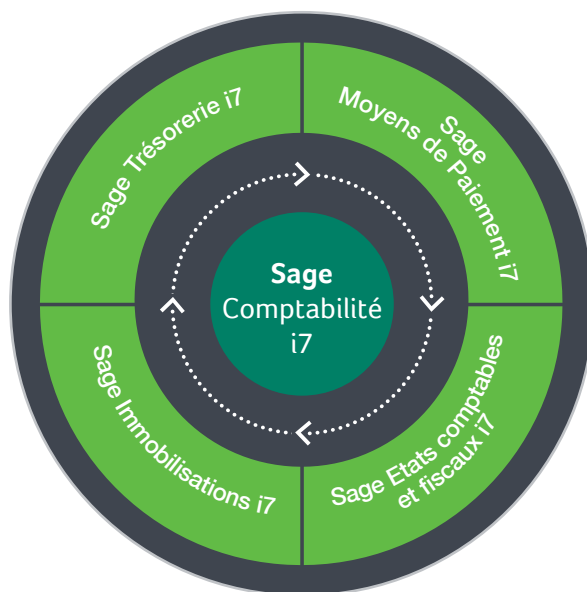 Sage Trésorerie i7
Sage
Moyens de Paiement i7
Sage
Comptabilité
i7
Sage Immobilisations i7
Sage Etats comptables
et fiscaux i7